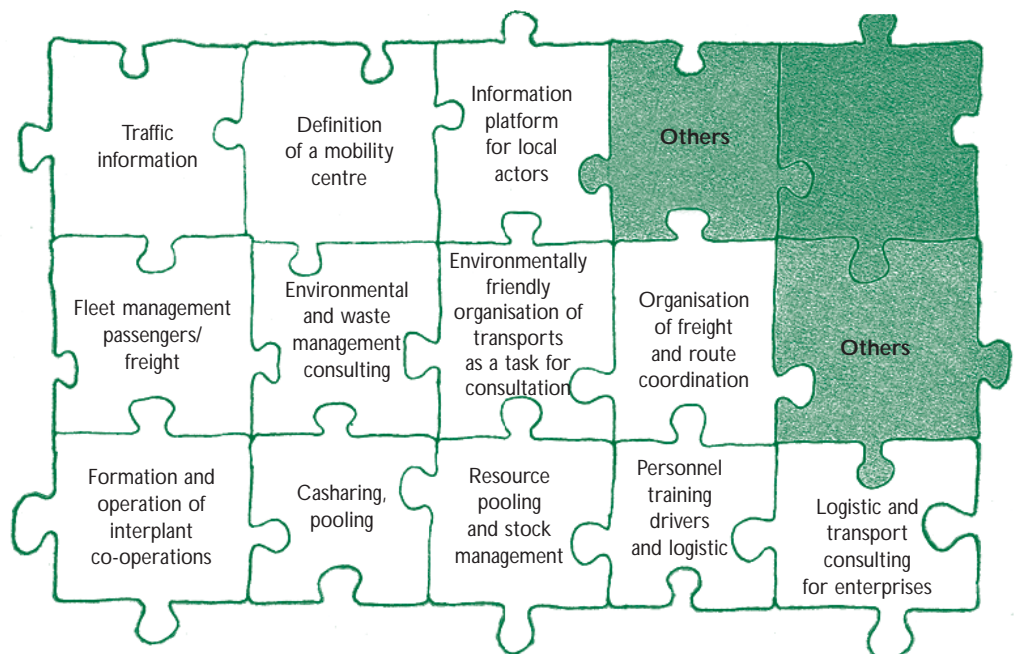 Traffic
information
Definition
of a mobility
centre
Information
platform
for local
actors
Others
Fleet management
passengers/
freight
Environmental
and waste
management
consulting
Environmentally
friendly
organisation of
transports
as a task for
consultation
Organisation
of freight
and route
coordination
Others
Formation and
operation of
interplant
co-operations
Casharing,
pooling
Resource
pooling
and stock
management
Personnel
training
drivers
and logistic
Logistic and
transport
consulting
for enterprises